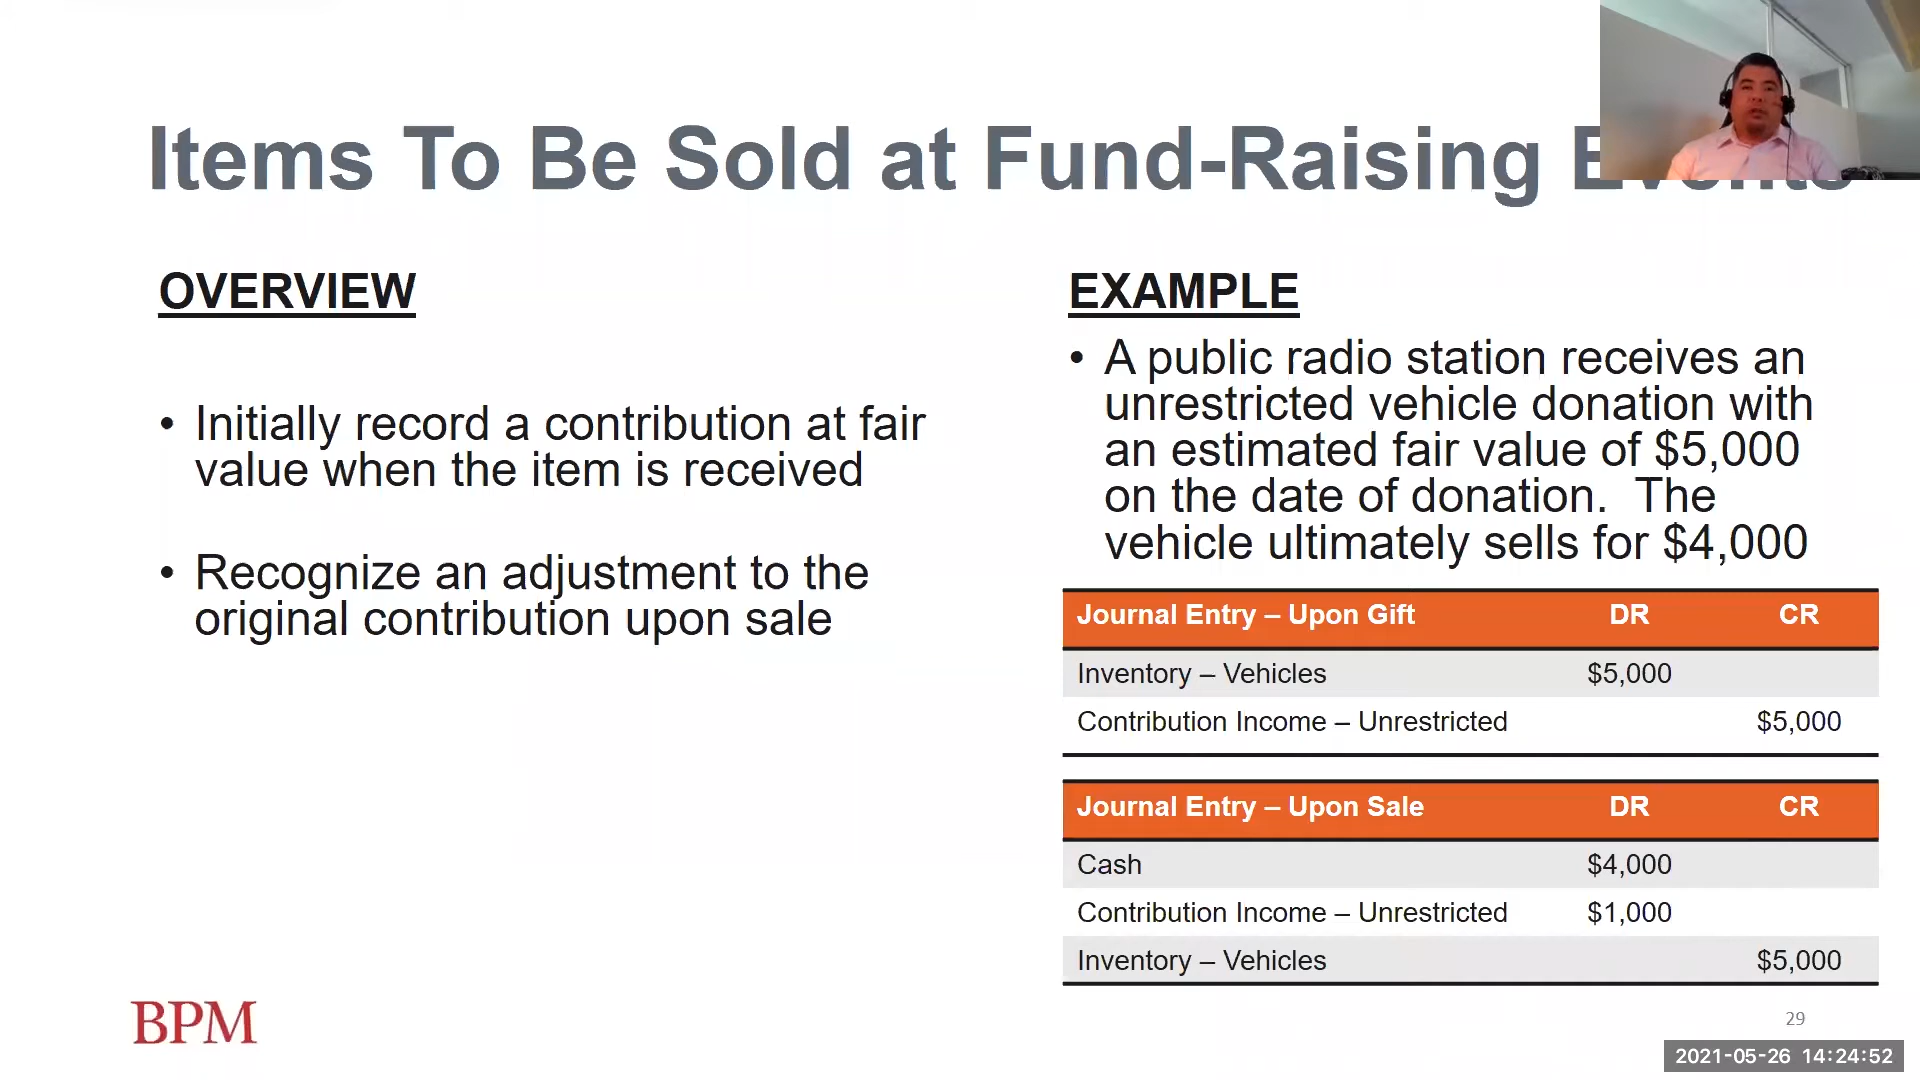 Items To Be Sold at Fund-Raising Events
OVERVIEW
• Initially record a contribution at fair
value when the item is received
• Recognize an adjustment to the
original contribution upon sale
EXAMPLE
• A public radio station receives an
unrestricted vehicle donation with
an estimated fair value of $5,000
on the date of donation.  The
vehicle ultimately sells for $4,000
Journal Entry – Upon Gift DR CR
Inventory – Vehicles $5,000
Contribution Income – Unrestricted $5,000
Journal Entry – Upon Sale DR CR
Cash $4,000
Contribution Income – Unrestricted $1,000
Inventory – Vehicles $5,000
BPM
29
2021-05-26 14:24:52